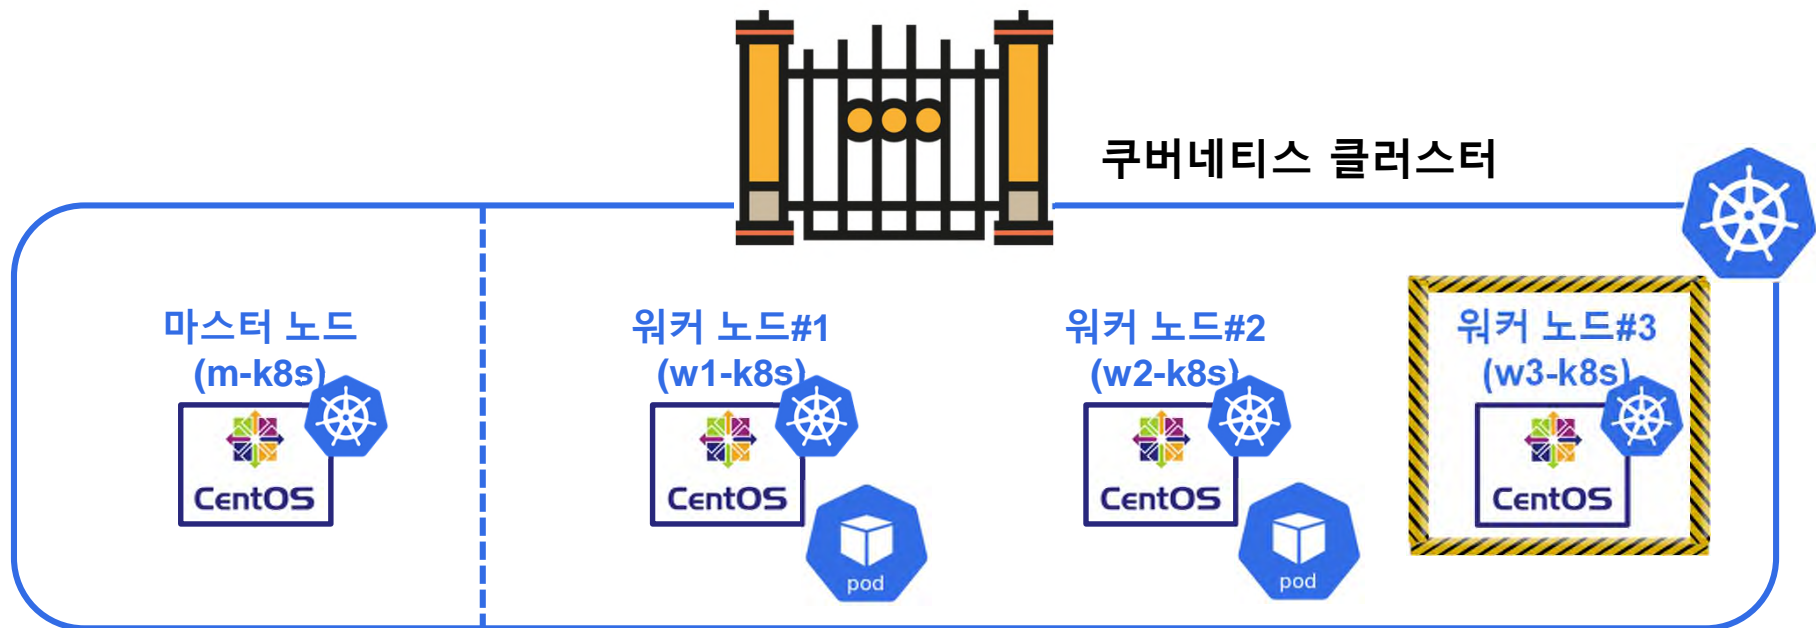 쿠버네티스 클러스터
마스터 노드
(m-k8s)
CentOS
워커 노드#1
(w1-k8s)
CentOS
pod
워커 노드#2
(w2-k8s)
CentOS
pod
워커 노드#3
(w3-k8s)
CentOS